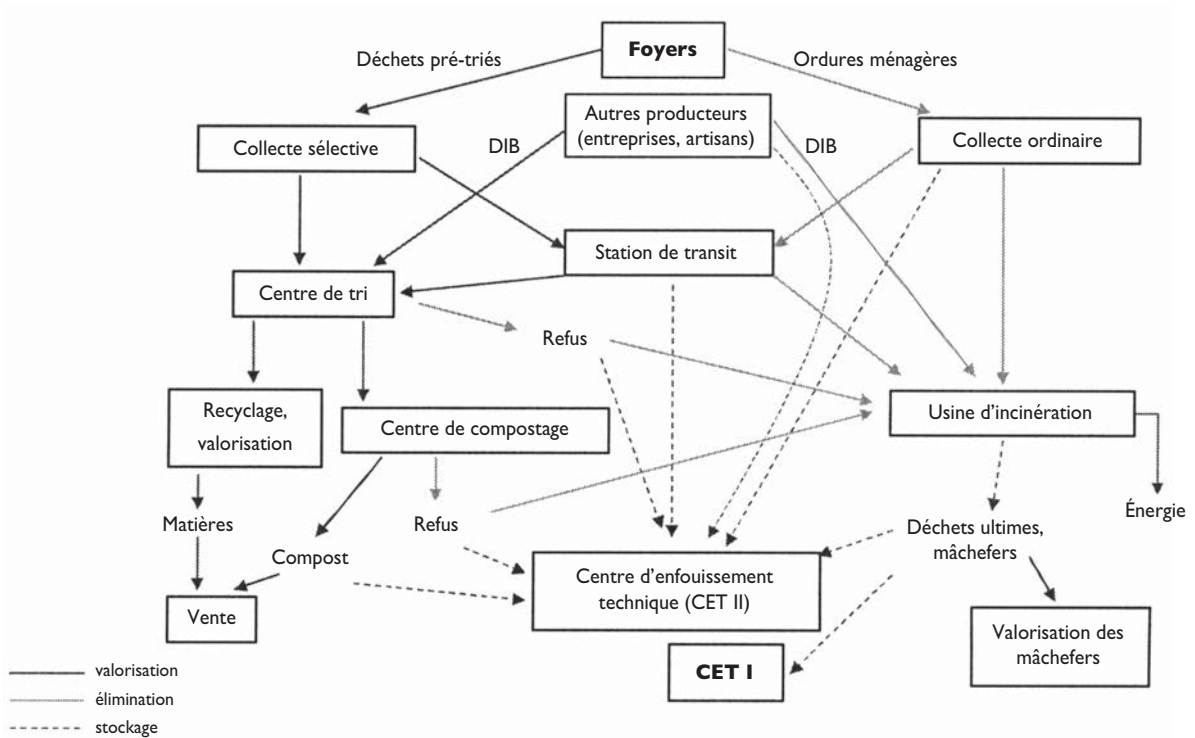 Foyers
Déchets pré-triés
Ordures ménagères
Autres producteurs
(entreprises, artisans)
Collecte sélective
DIB
DIB
Collecte ordinaire
Station de transit
Centre de tri
Refus
Recyclage,
valorisation
Centre de compostage
Usine d'incinération
Matières
Refus
Énergie
Déchets ultimes,
mâchefers
Compost
Centre d'enfouissement
technique (CET II)
Vente
Valorisation des
mâchefers
CET I
valorisation
élimination
stockage